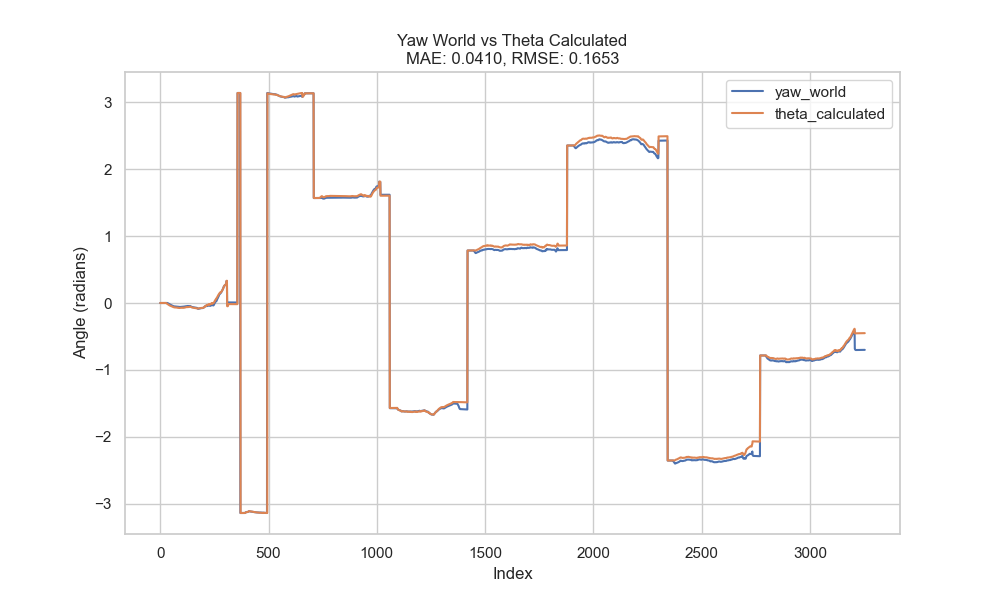 Yaw World vs Theta Calculated
MAE: 0.0410, RMSE: 0.1653
yaw_world
theta_calculated
3
2
1
0
−1
−2
−3
Angle (radians)
0
500
1000
1500
2000
2500
3000
Index